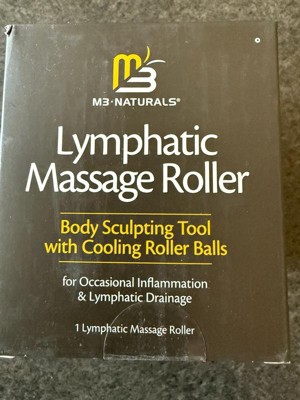 M3
M3·NATURALS®
Lymphatic
Massage Roller
Body Sculpting Tool
with Cooling Roller Balls
for Occasional Inflammation
& Lymphatic Drainage
1 Lymphatic Massage Roller